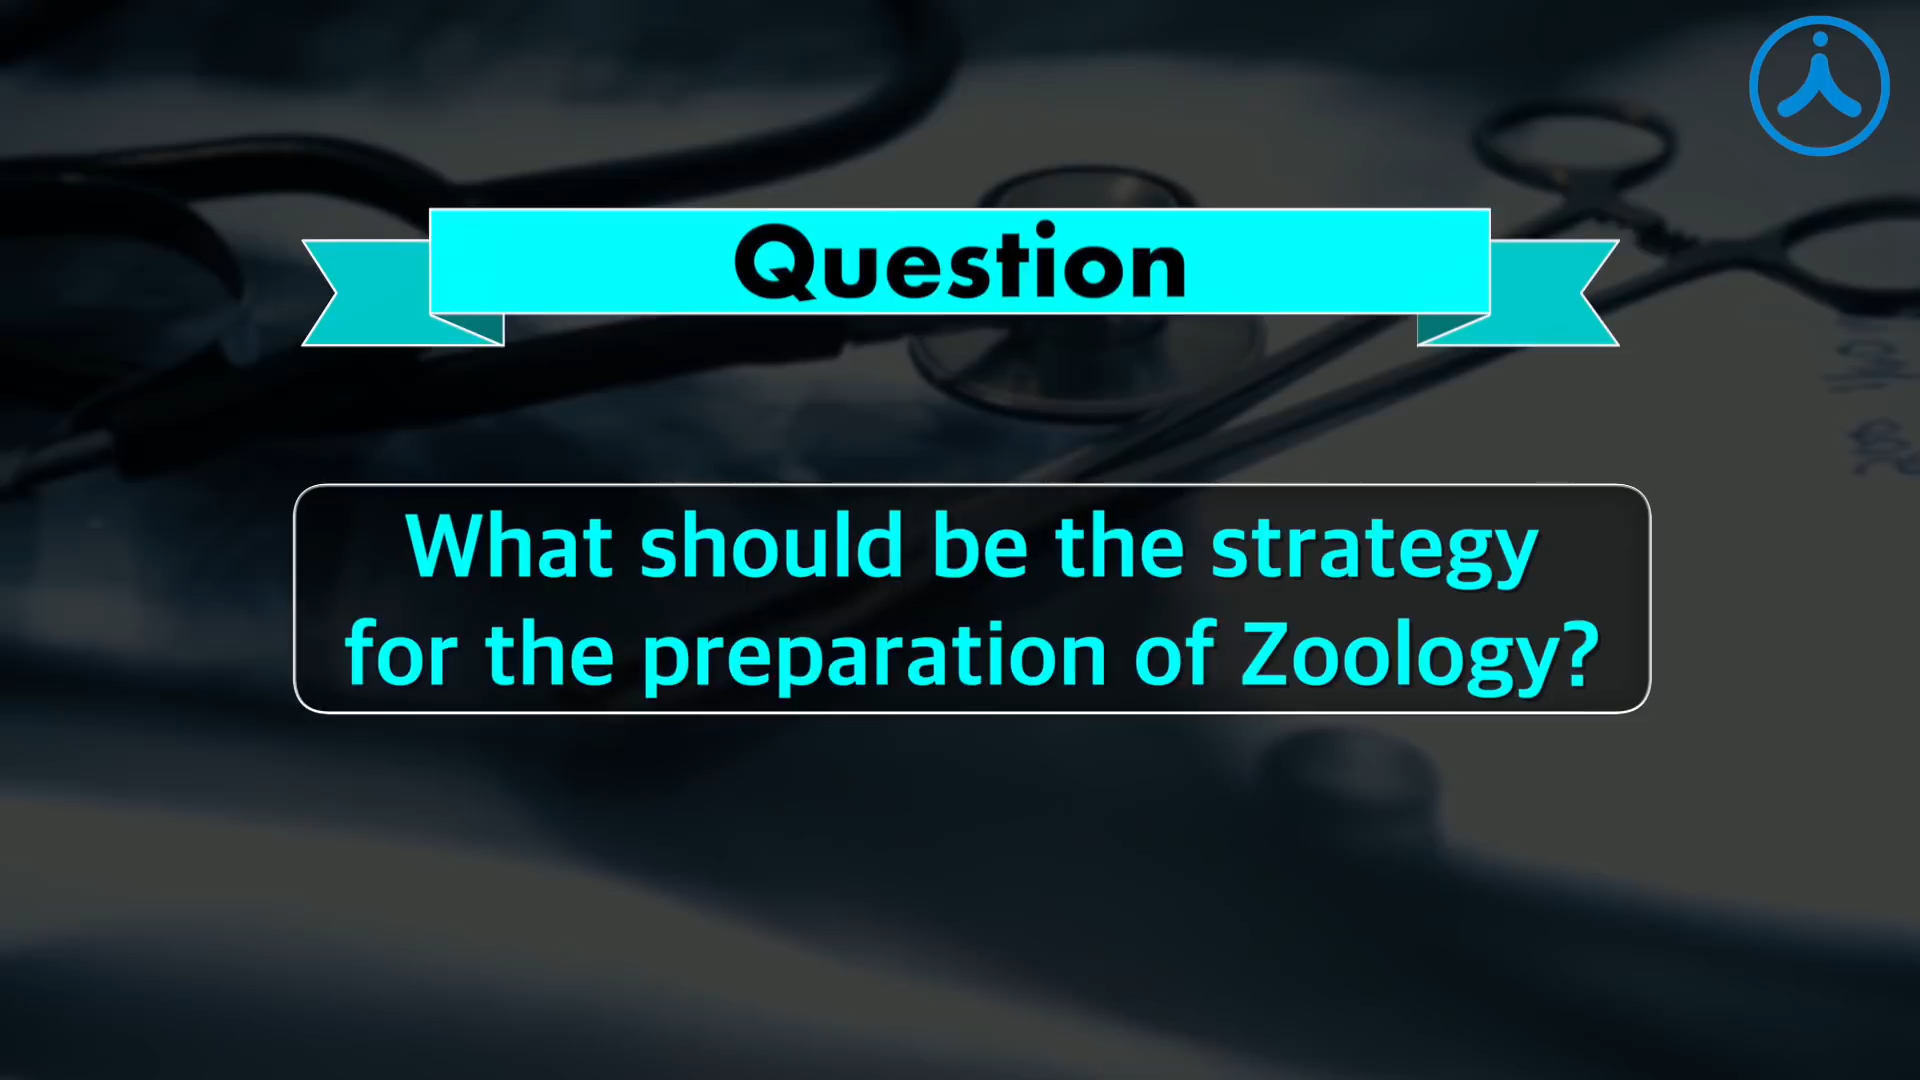 Question
What should be the strategy
for the preparation of Zoology?